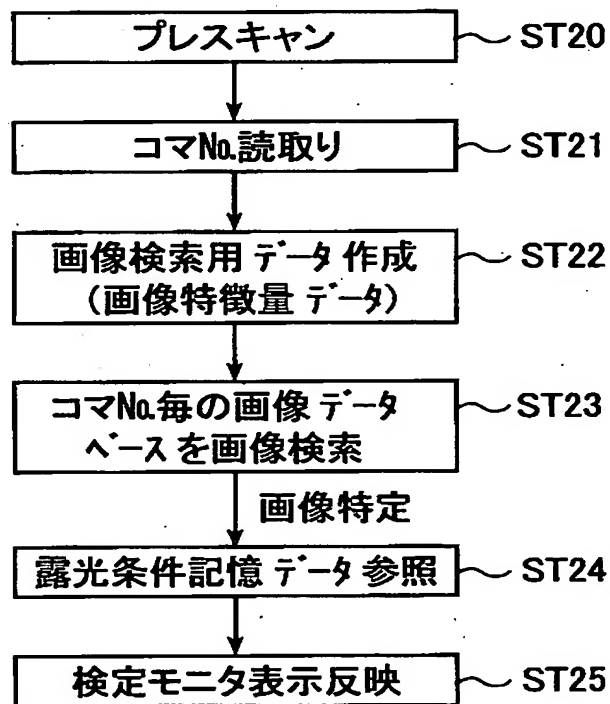 プレスキャン
ST20
コマNo.読取り
ST21
画像検索用 データ 作成
(画像特徴量 データ)
ST22
コマNo.毎の画像 データ
ベース を画像検索
ST23
画像特定
露光条件記憶 データ 参照
ST24
検定モニタ表示反映
ST25